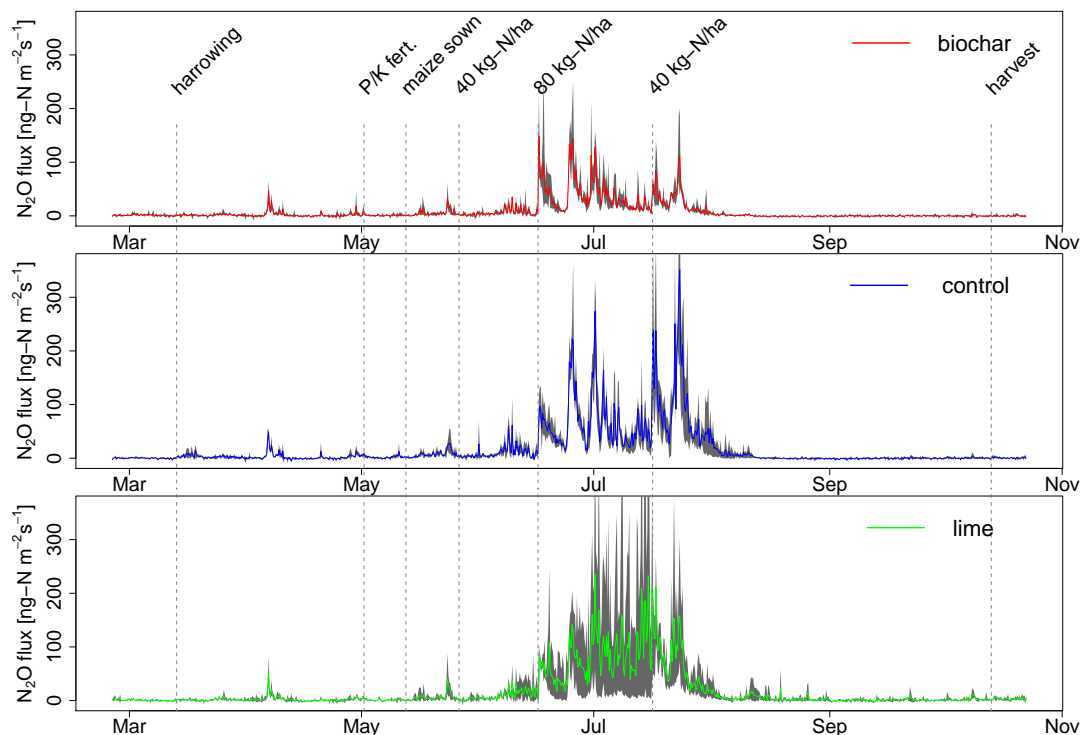 harrowing
P/K fert.
maize sown
40 kg−N/ha
80 kg−N/ha
40 kg−N/ha
harvest
biochar
N₂O flux [ng−N m⁻²s⁻¹]
300
200
100
0
Mar May Jul Sep Nov
control
N₂O flux [ng−N m⁻²s⁻¹]
300
200
100
0
Mar May Jul Sep Nov
lime
N₂O flux [ng−N m⁻²s⁻¹]
300
200
100
0
Mar May Jul Sep Nov